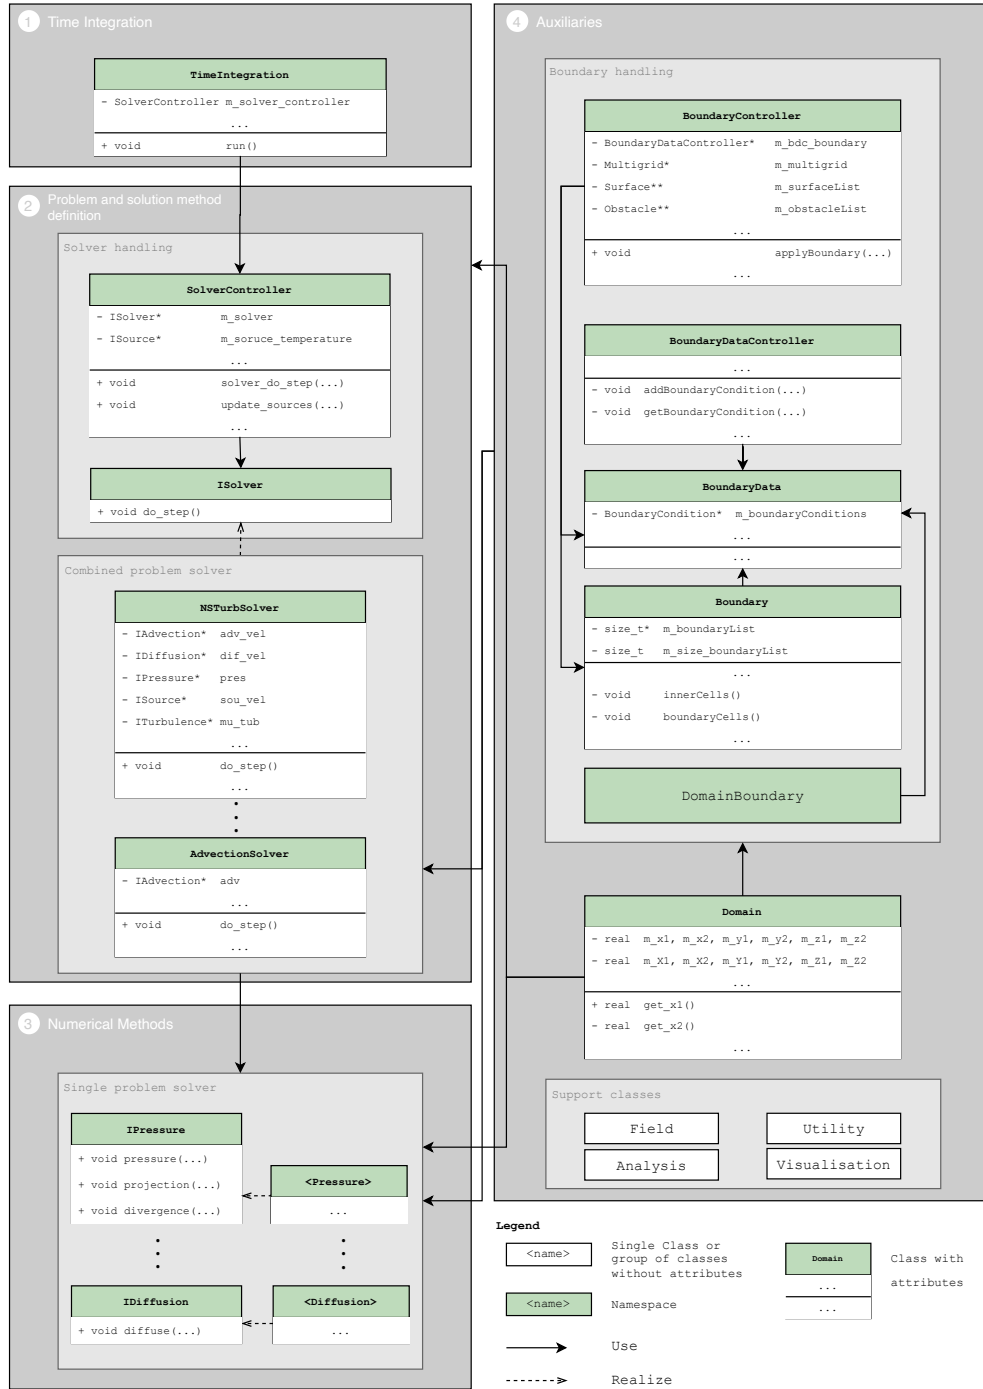 1 Time Integration
TimeIntegration
- SolverController m_solver_controller
...
+ void run()
2 Problem and solution method
definition
Solver handling
SolverController
- ISolver* m_solver
- ISource* m_soruce_temperature
...
+ void solver_do_step(...)
+ void update_sources(...)
...
ISolver
+ void do_step()
Combined problem solver
NSTurbSolver
- IAdvection* adv_vel
- IDiffusion* dif_vel
- IPressure* pres
- ISource* sou_vel
- ITurbulence* mu_tub
...
+ void do_step()
...
AdvectionSolver
- IAdvection* adv
...
+ void do_step()
...
3 Numerical Methods
Single problem solver
IPressure
+ void pressure(...)
+ void projection(...)
+ void divergence(...)
<Pressure>
...
IDiffusion
+ void diffuse(...)
<Diffusion>
...
4 Auxiliaries
Boundary handling
BoundaryController
- BoundaryDataController* m_bdc_boundary
- Multigrid* m_multigrid
- Surface** m_surfaceList
- Obstacle** m_obstacleList
...
+ void applyBoundary(...)
...
BoundaryDataController
...
- void addBoundaryCondition(...)
- void getBoundaryCondition(...)
...
BoundaryData
- BoundaryCondition* m_boundaryConditions
...
...
Boundary
- size_t* m_boundaryList
- size_t m_size_boundaryList
...
- void innerCells()
- void boundaryCells()
...
DomainBoundary
Domain
- real m_x1, m_x2, m_y1, m_y2, m_z1, m_z2
- real m_X1, m_X2, m_Y1, m_Y2, m_Z1, m_Z2
...
+ real get_x1()
- real get_x2()
...
Support classes
Field
Utility
Analysis
Visualisation
Legend
<name>
Single Class or
group of classes
without attributes
<name>
Namespace
Use
Realize
Domain
...
...
Class with
attributes